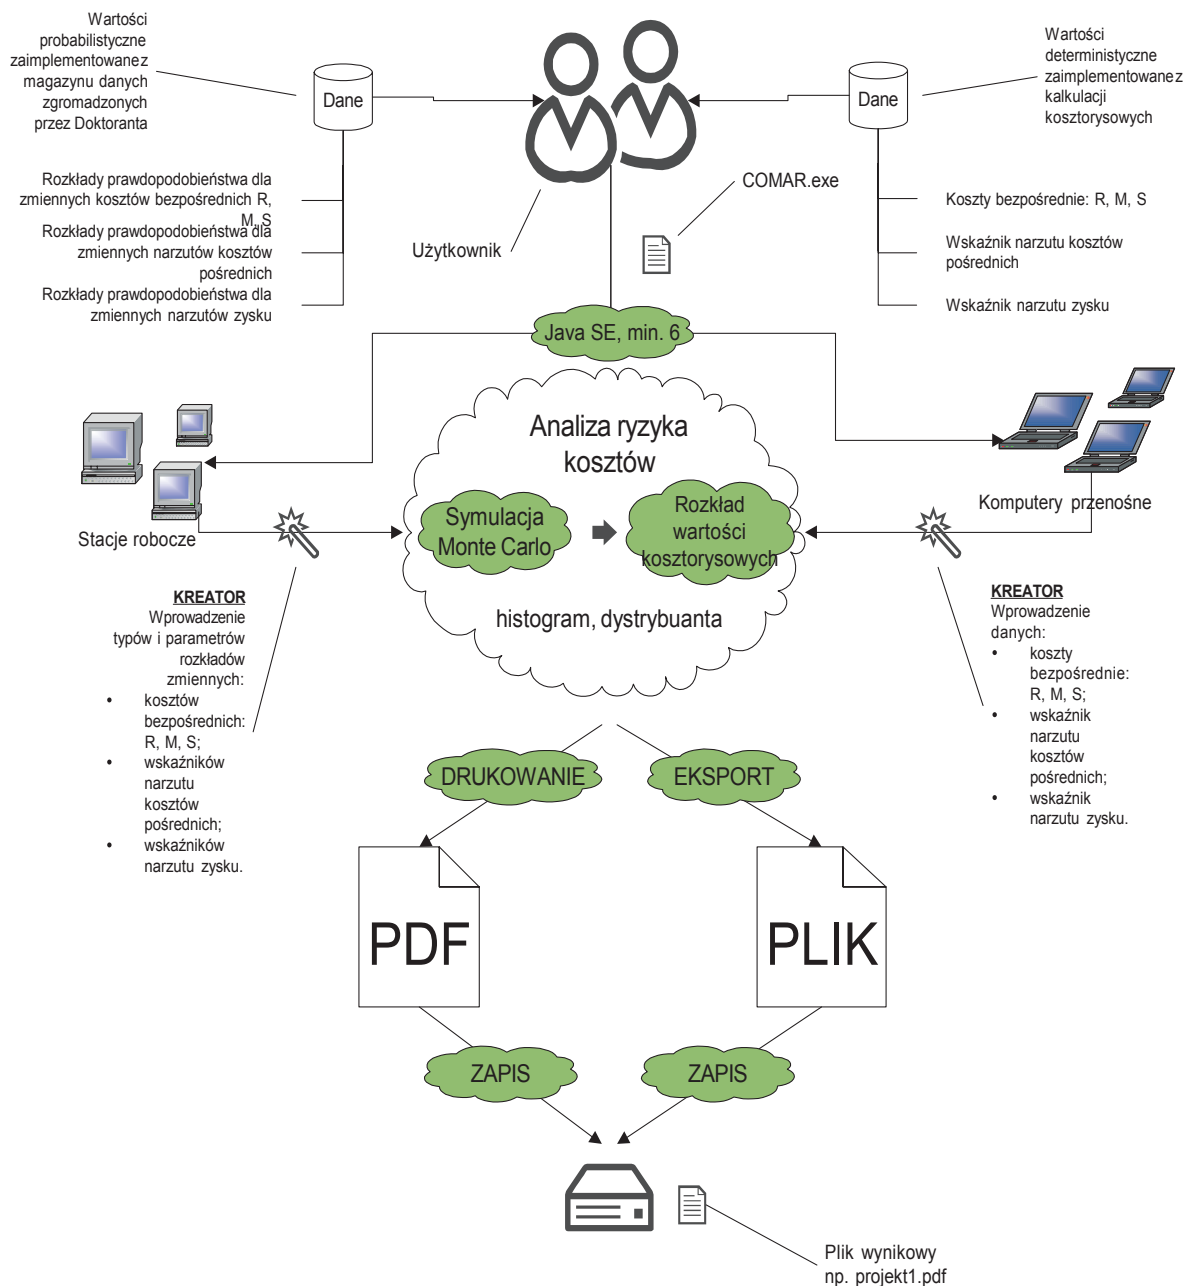 Wartości
probabilistyczne
zaimplementowane z
magazynu danych
zgromadzonych
przez Doktoranta
Dane
Dane
Wartości
deterministyczne
zaimplementowane z
kalkulacji
kosztorysowych
Rozkłady prawdopodobieństwa dla
zmiennych kosztów bezpośrednich R,
M, S
Rozkłady prawdopodobieństwa dla
zmiennych narzutów kosztów
pośrednich
Rozkłady prawdopodobieństwa dla
zmiennych narzutów zysku
Użytkownik
COMAR.exe
Koszty bezpośrednie: R, M, S
Wskaźnik narzutu kosztów
pośrednich
Wskaźnik narzutu zysku
Java SE, min. 6
Analiza ryzyka
kosztów
Symulacja
Monte Carlo
Rozkład
wartości
kosztorysowych
histogram, dystrybuanta
Stacje robocze
Komputery przenośne
KREATOR
Wprowadzenie
typów i parametrów
rozkładów
zmiennych:
• kosztów
bezpośrednich:
R, M, S;
• wskaźników
narzutu
kosztów
pośrednich;
• wskaźników
narzutu zysku.
KREATOR
Wprowadzenie
danych:
• koszty
bezpośrednie:
R, M, S;
• wskaźnik
narzutu
kosztów
pośrednich;
• wskaźnik
narzutu zysku.
DRUKOWANIE
EKSPORT
PDF
PLIK
ZAPIS
ZAPIS
Plik wynikowy
np. projekt1.pdf